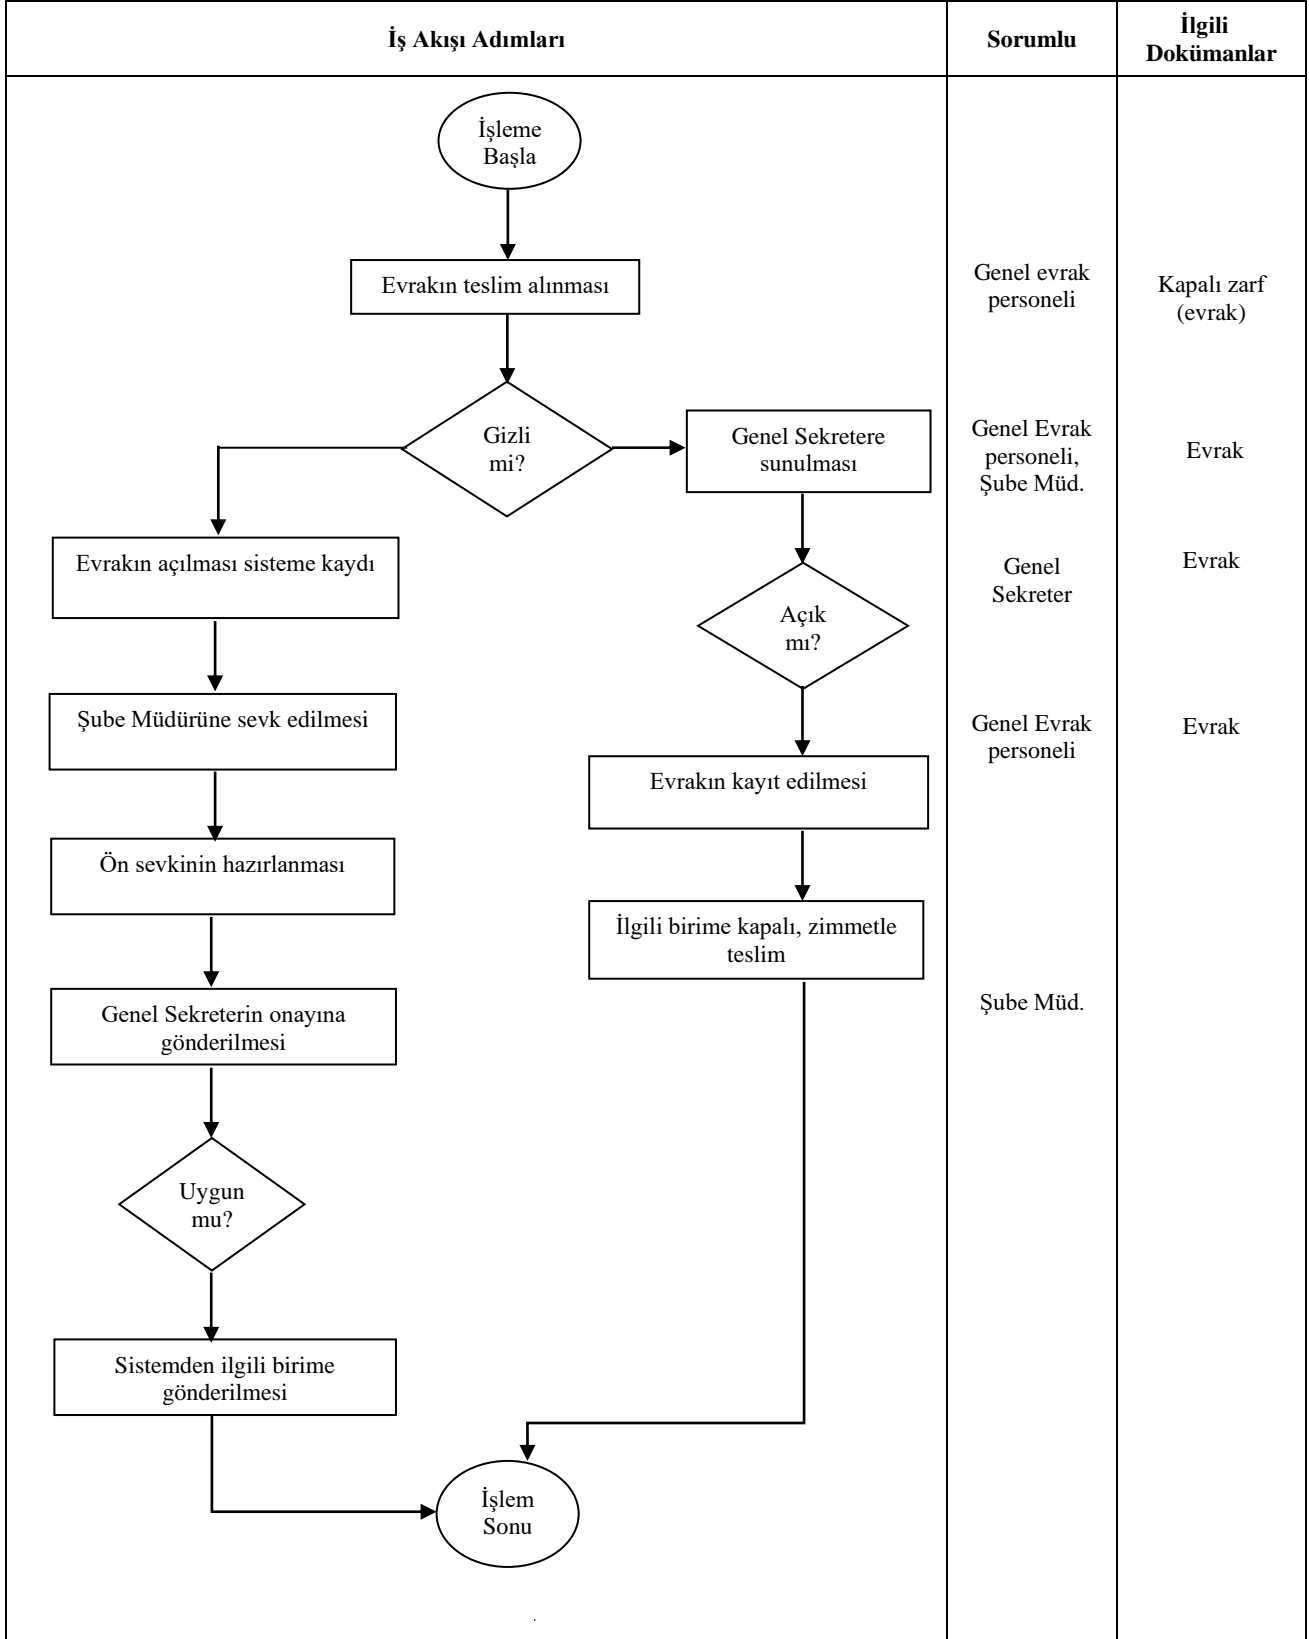 İş Akışı Adımları
Sorumlu
İlgili
Dokümanlar
İşleme
Başla
Evrakın teslim alınması
Genel evrak
personeli
Kapalı zarf
(evrak)
Gizli
mi?
Genel Sekretere
sunulması
Genel Evrak
personeli,
Şube Müd.
Evrak
Evrakın açılması sisteme kaydı
Açık
mı?
Genel
Sekreter
Evrak
Şube Müdürüne sevk edilmesi
Evrakın kayıt edilmesi
Genel Evrak
personeli
Evrak
Ön sevkinin hazırlanması
İlgili birime kapalı, zimmetle
teslim
Genel Sekreterin onayına
gönderilmesi
Şube Müd.
Uygun
mu?
Sistemden ilgili birime
gönderilmesi
İşlem
Sonu